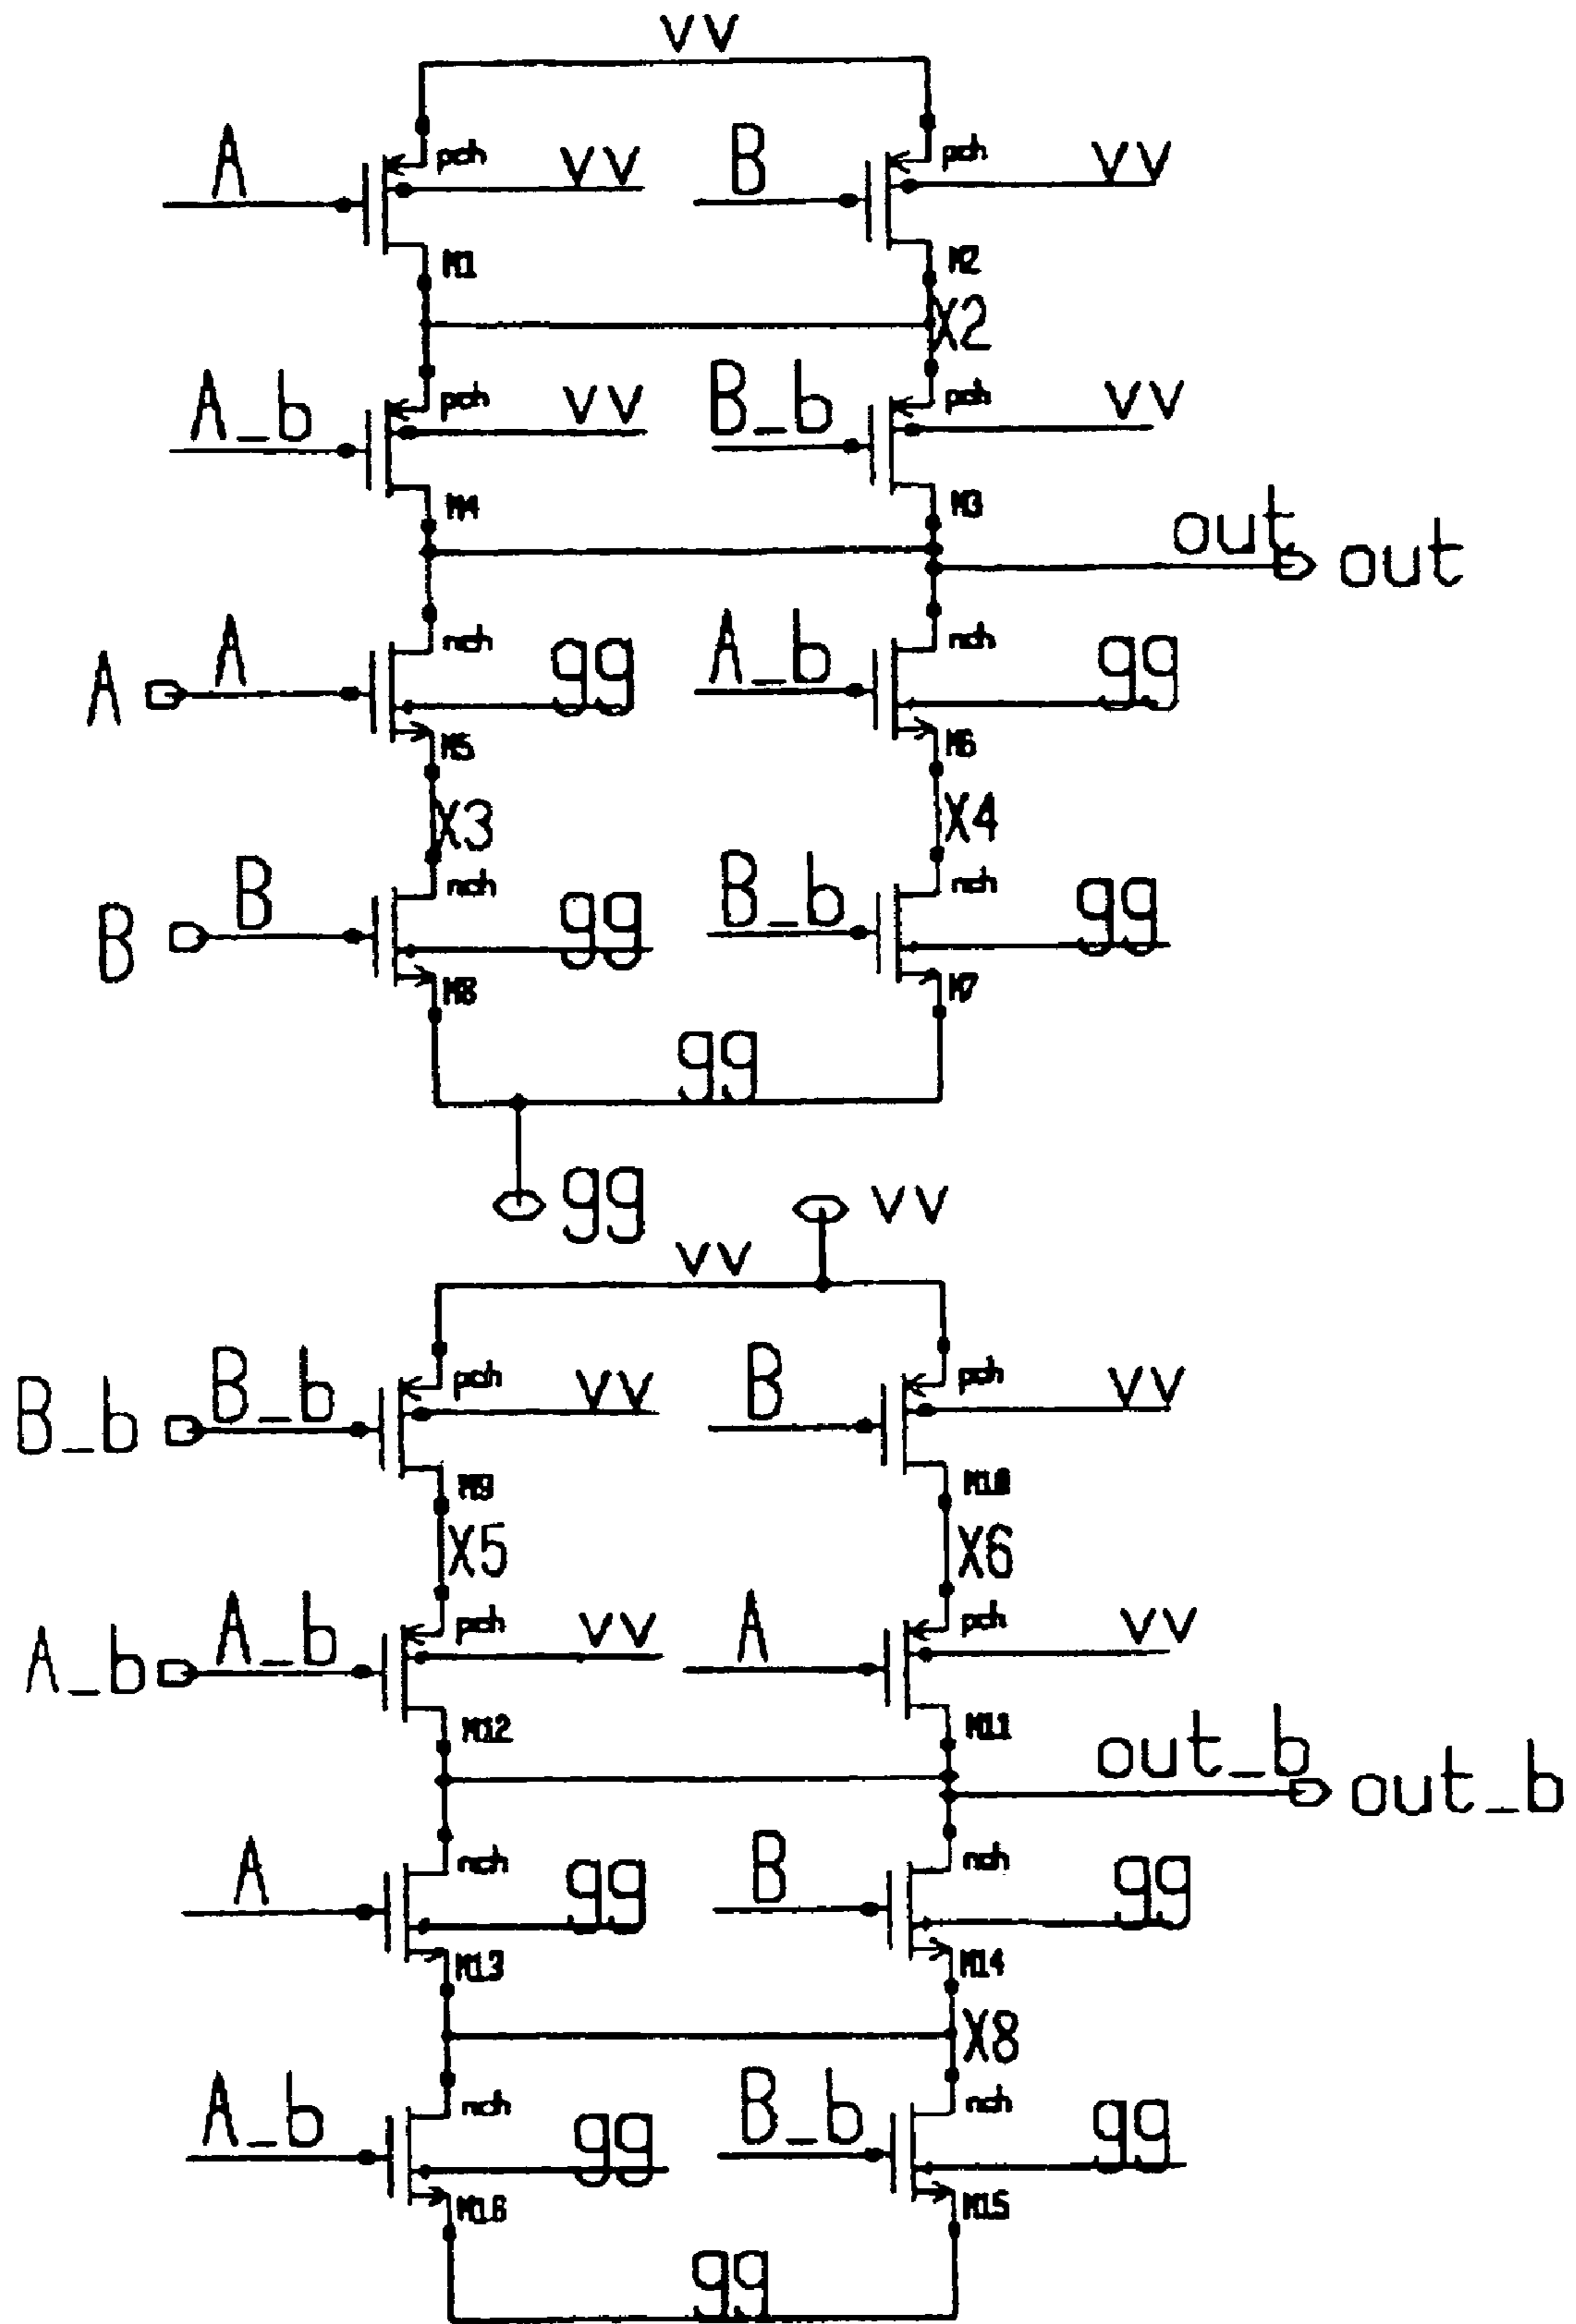 vv
A pch vv B pch vv
M1 M2
X2
A_b pch vv B_b pch vv
M4 M3
out out
A A nch gg A_b nch gg
M5 M6
X3 X4
B B nch gg B_b nch gg
M8 M7
gg
gg vv
vv
B_b B_b pch vv B pch vv
M9 M10
X5 X6
A_b A_b pch vv A pch vv
M12 M11
out_b out_b
A nch gg B nch gg
M13 M14
X8
A_b nch gg B_b nch gg
M16 M15
gg